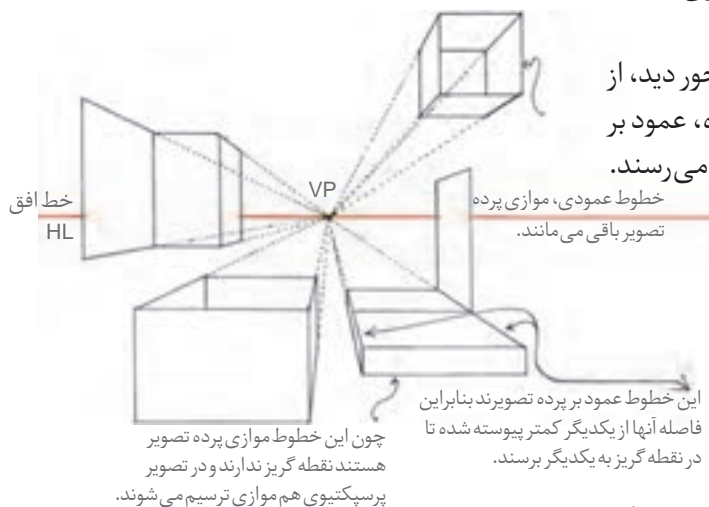 حور دید، از
ه، عمود بر
می‌رسند.
خطوط عمودی، موازی پرده
تصویر باقی می‌مانند.
VP
خط افق
HL
این خطوط عمود بر پرده تصویرند بنابراین
فاصله آنها از یکدیگر کمتر پیوسته شده تا
در نقطه گریز به یکدیگر برسند.
چون این خطوط موازی پرده تصویر
هستند نقطه گریز ندارند و در تصویر
پرسپکتیوی هم موازی ترسیم می‌شوند.